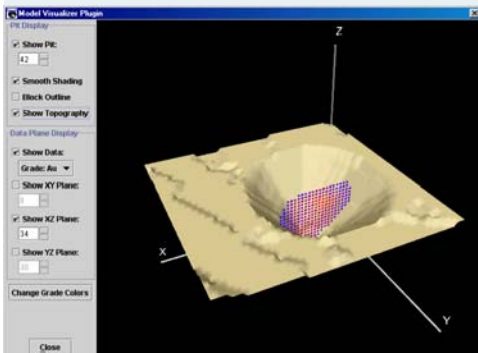 Model Visualizer Plugin
Pit Display
Show Pit:
42
Smooth Shading
Block Outline
Show Topography
Data Plane Display
Show Data:
Grade: Au
Show XY Plane:
Show XZ Plane:
34
Show YZ Plane:
Change Grade Colors
Close
Z
X
Y